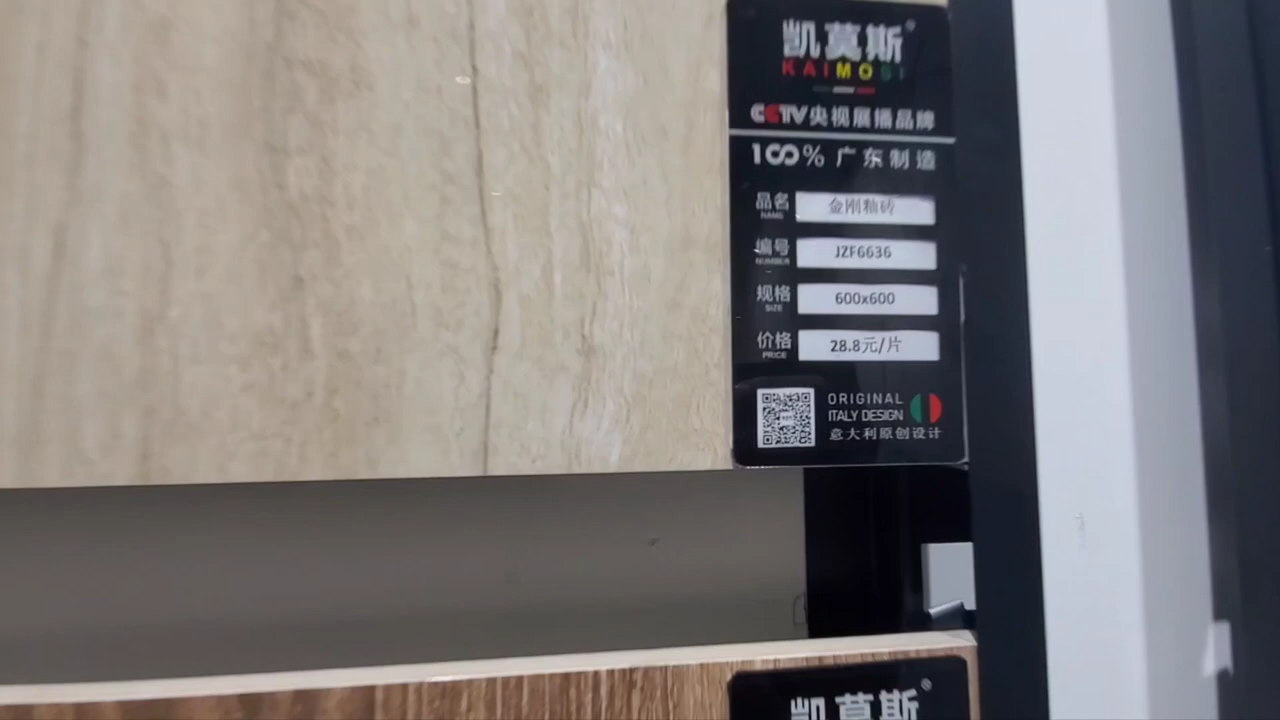 凯莫斯®
KAIMOSI
CCTV央视展播品牌
100% 广东制造
品名 金刚釉砖
NAME
编号 JZF6636
NUMBER
规格 600x600
SIZE
价格 28.8元/片
PRICE
ORIGINAL
ITALY DESIGN
意大利原创设计
凯莫斯®